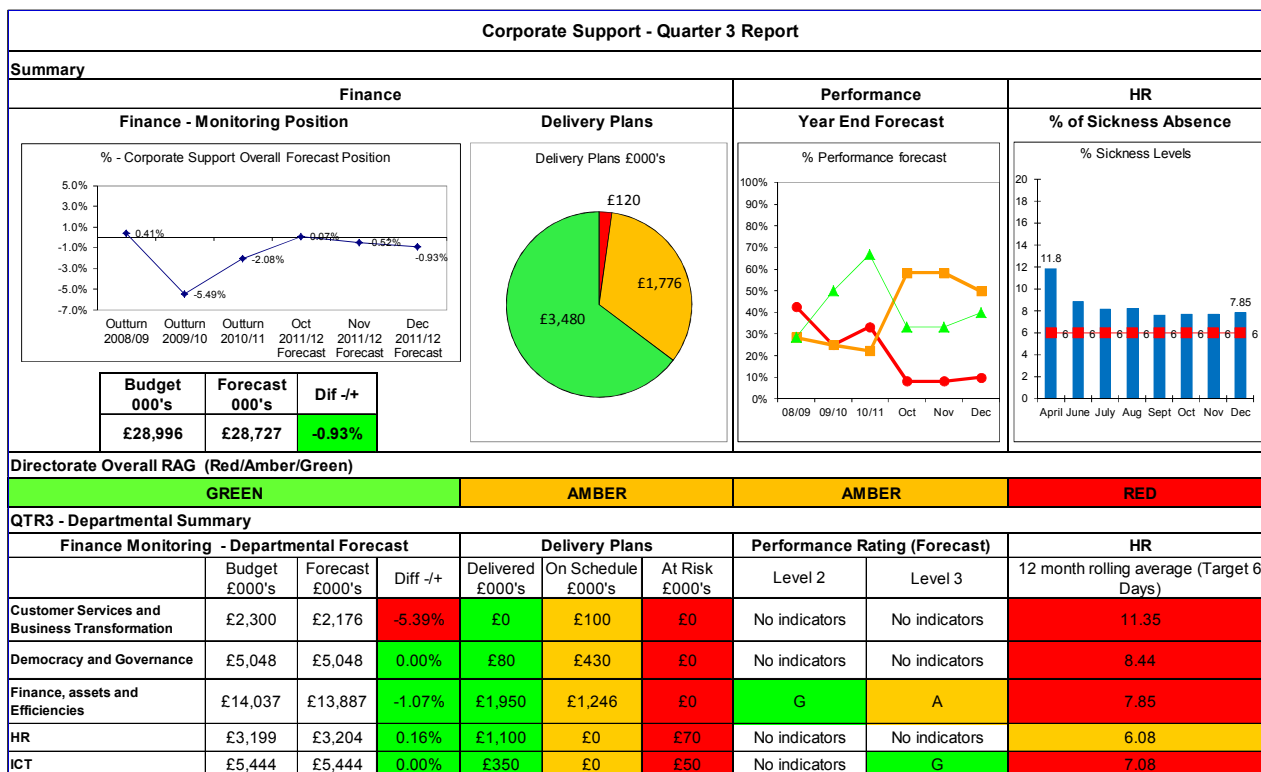 Corporate Support - Quarter 3 Report
Summary
Finance
Performance
HR
Finance - Monitoring Position
Delivery Plans
Year End Forecast
% of Sickness Absence
% - Corporate Support Overall Forecast Position
5.0%
3.0%
1.0%
-1.0%
-3.0%
-5.0%
-7.0%
0.41%
-5.49%
-2.08%
0.07%
-0.52%
-0.93%
Outturn 2008/09
Outturn 2009/10
Outturn 2010/11
Oct 2011/12 Forecast
Nov 2011/12 Forecast
Dec 2011/12 Forecast
Budget 000's
Forecast 000's
Dif -/+
£28,996 £28,727 -0.93%
Delivery Plans £000's
£120
£1,776
£3,480
% Performance forecast
100%
90%
80%
70%
60%
50%
40%
30%
20%
10%
0%
08/09 09/10 10/11 Oct Nov Dec
% Sickness Levels
20
18
16
14
12
10
8
6
4
2
0
11.8
7.85
6 6 6 6 6 6 6 6
April June July Aug Sept Oct Nov Dec
Directorate Overall RAG (Red/Amber/Green)
GREEN AMBER AMBER RED
QTR3 - Departmental Summary
Finance Monitoring - Departmental Forecast
Delivery Plans
Performance Rating (Forecast)
HR
Budget £000's
Forecast £000's
Diff -/+
Delivered £000's
On Schedule £000's
At Risk £000's
Level 2
Level 3
12 month rolling average (Target 6 Days)
Customer Services and Business Transformation £2,300 £2,176 -5.39% £0 £100 £0 No indicators No indicators 11.35
Democracy and Governance £5,048 £5,048 0.00% £80 £430 £0 No indicators No indicators 8.44
Finance, assets and Efficiencies £14,037 £13,887 -1.07% £1,950 £1,246 £0 G A 7.85
HR £3,199 £3,204 0.16% £1,100 £0 £70 No indicators No indicators 6.08
ICT £5,444 £5,444 0.00% £350 £0 £50 No indicators G 7.08